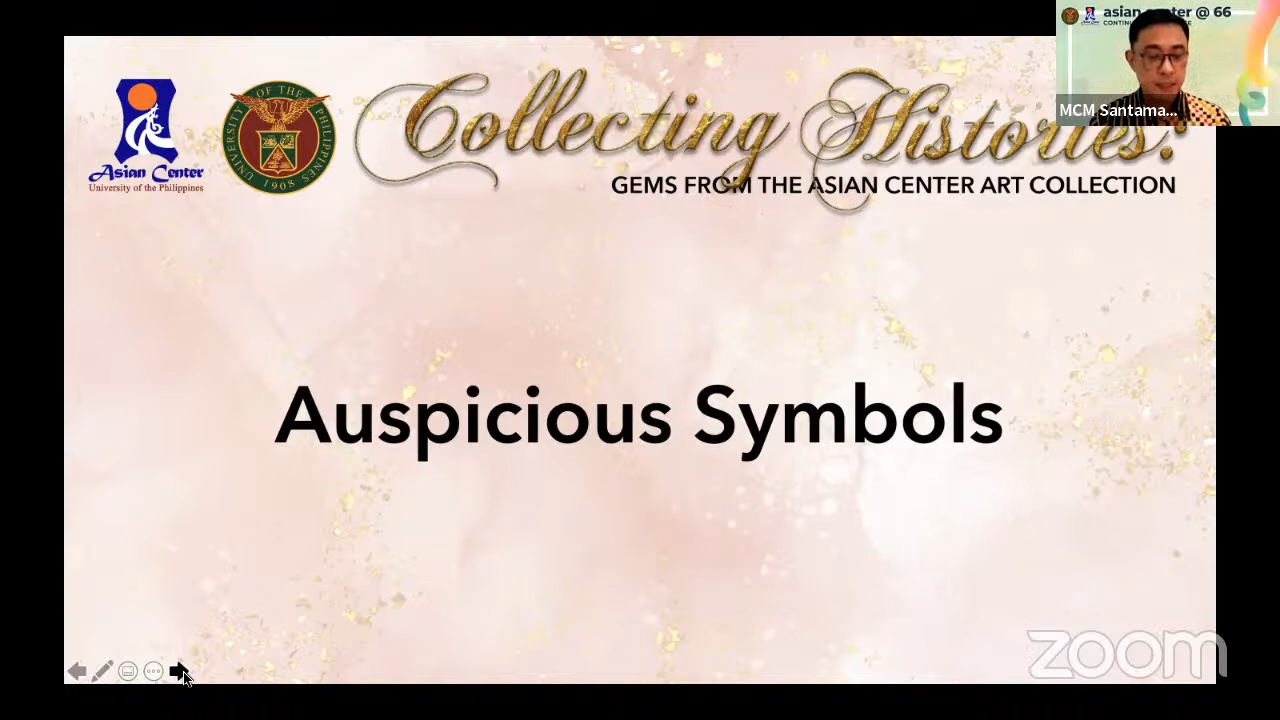 asian center @ 66
MCM Santama...
Collecting Histories:
GEMS FROM THE ASIAN CENTER ART COLLECTION
Asian Center
University of the Philippines
UNIVERSITY OF THE PHILIPPINES
1908
Auspicious Symbols
zoom